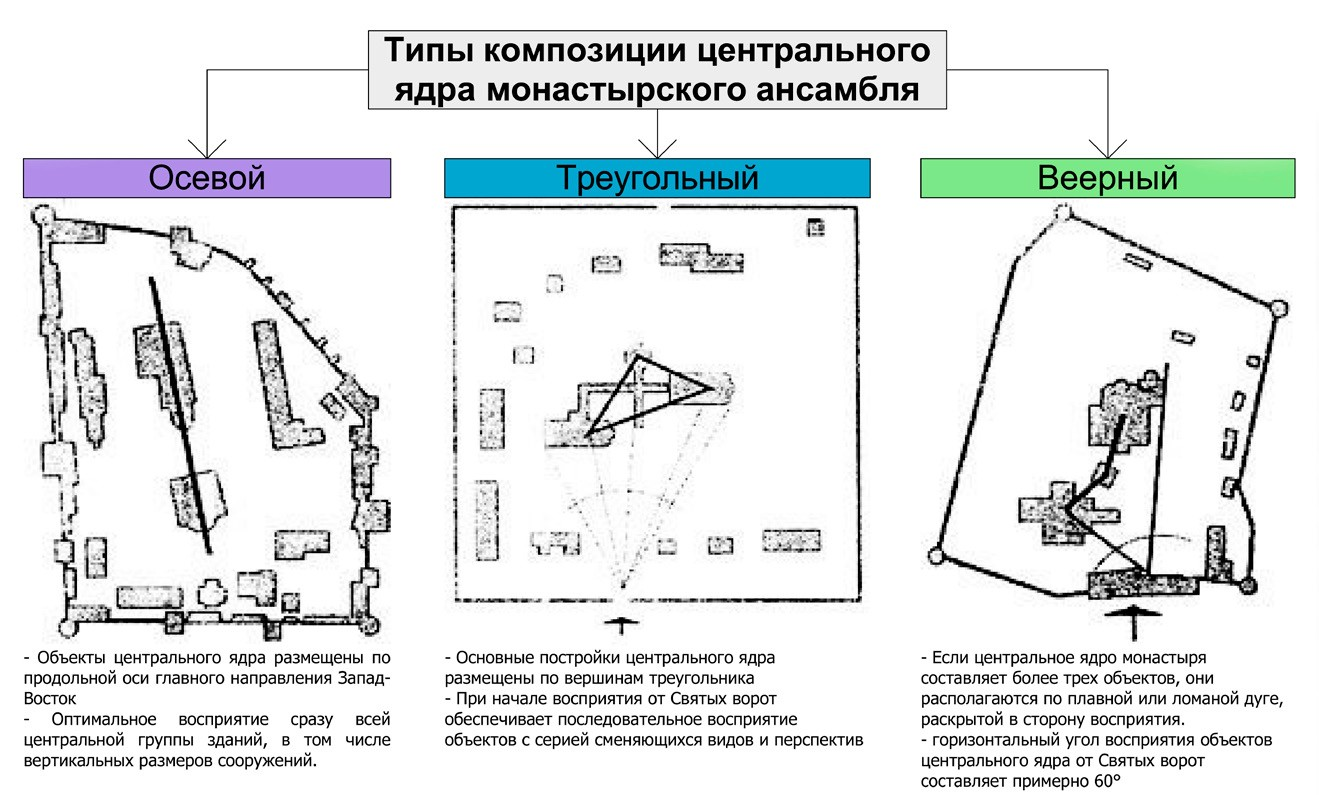 Типы композиции центрального
ядра монастырского ансамбля
Осевой
Треугольный
Веерный
- Объекты центрального ядра размещены по
продольной оси главного направления Запад-
Восток
- Оптимальное восприятие сразу всей
центральной группы зданий, в том числе
вертикальных размеров сооружений.
- Основные постройки центрального ядра
размещены по вершинам треугольника
- При начале восприятия от Святых ворот
обеспечивает последовательное восприятие
объектов с серией сменяющихся видов и перспектив
- Если центральное ядро монастыря
составляет более трех объектов, они
располагаются по плавной или ломаной дуге,
раскрытой в сторону восприятия.
- горизонтальный угол восприятия объектов
центрального ядра от Святых ворот
составляет примерно 60°